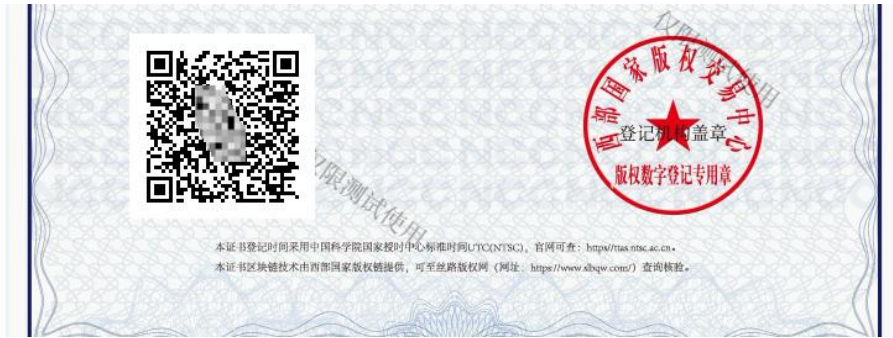 仅限测试使用
西部国家版权交易中心
登记机构盖章
版权数字登记专用章
仅限测试使用
本证书登记时间采用中国科学院国家授时中心标准时间UTC(NTSC)，官网可查：https//ttas.ntsc.ac.cn。
本证书区块链技术由西部国家版权链提供，可至丝路版权网（网址：https://www.slbqw.com/）查询核验。